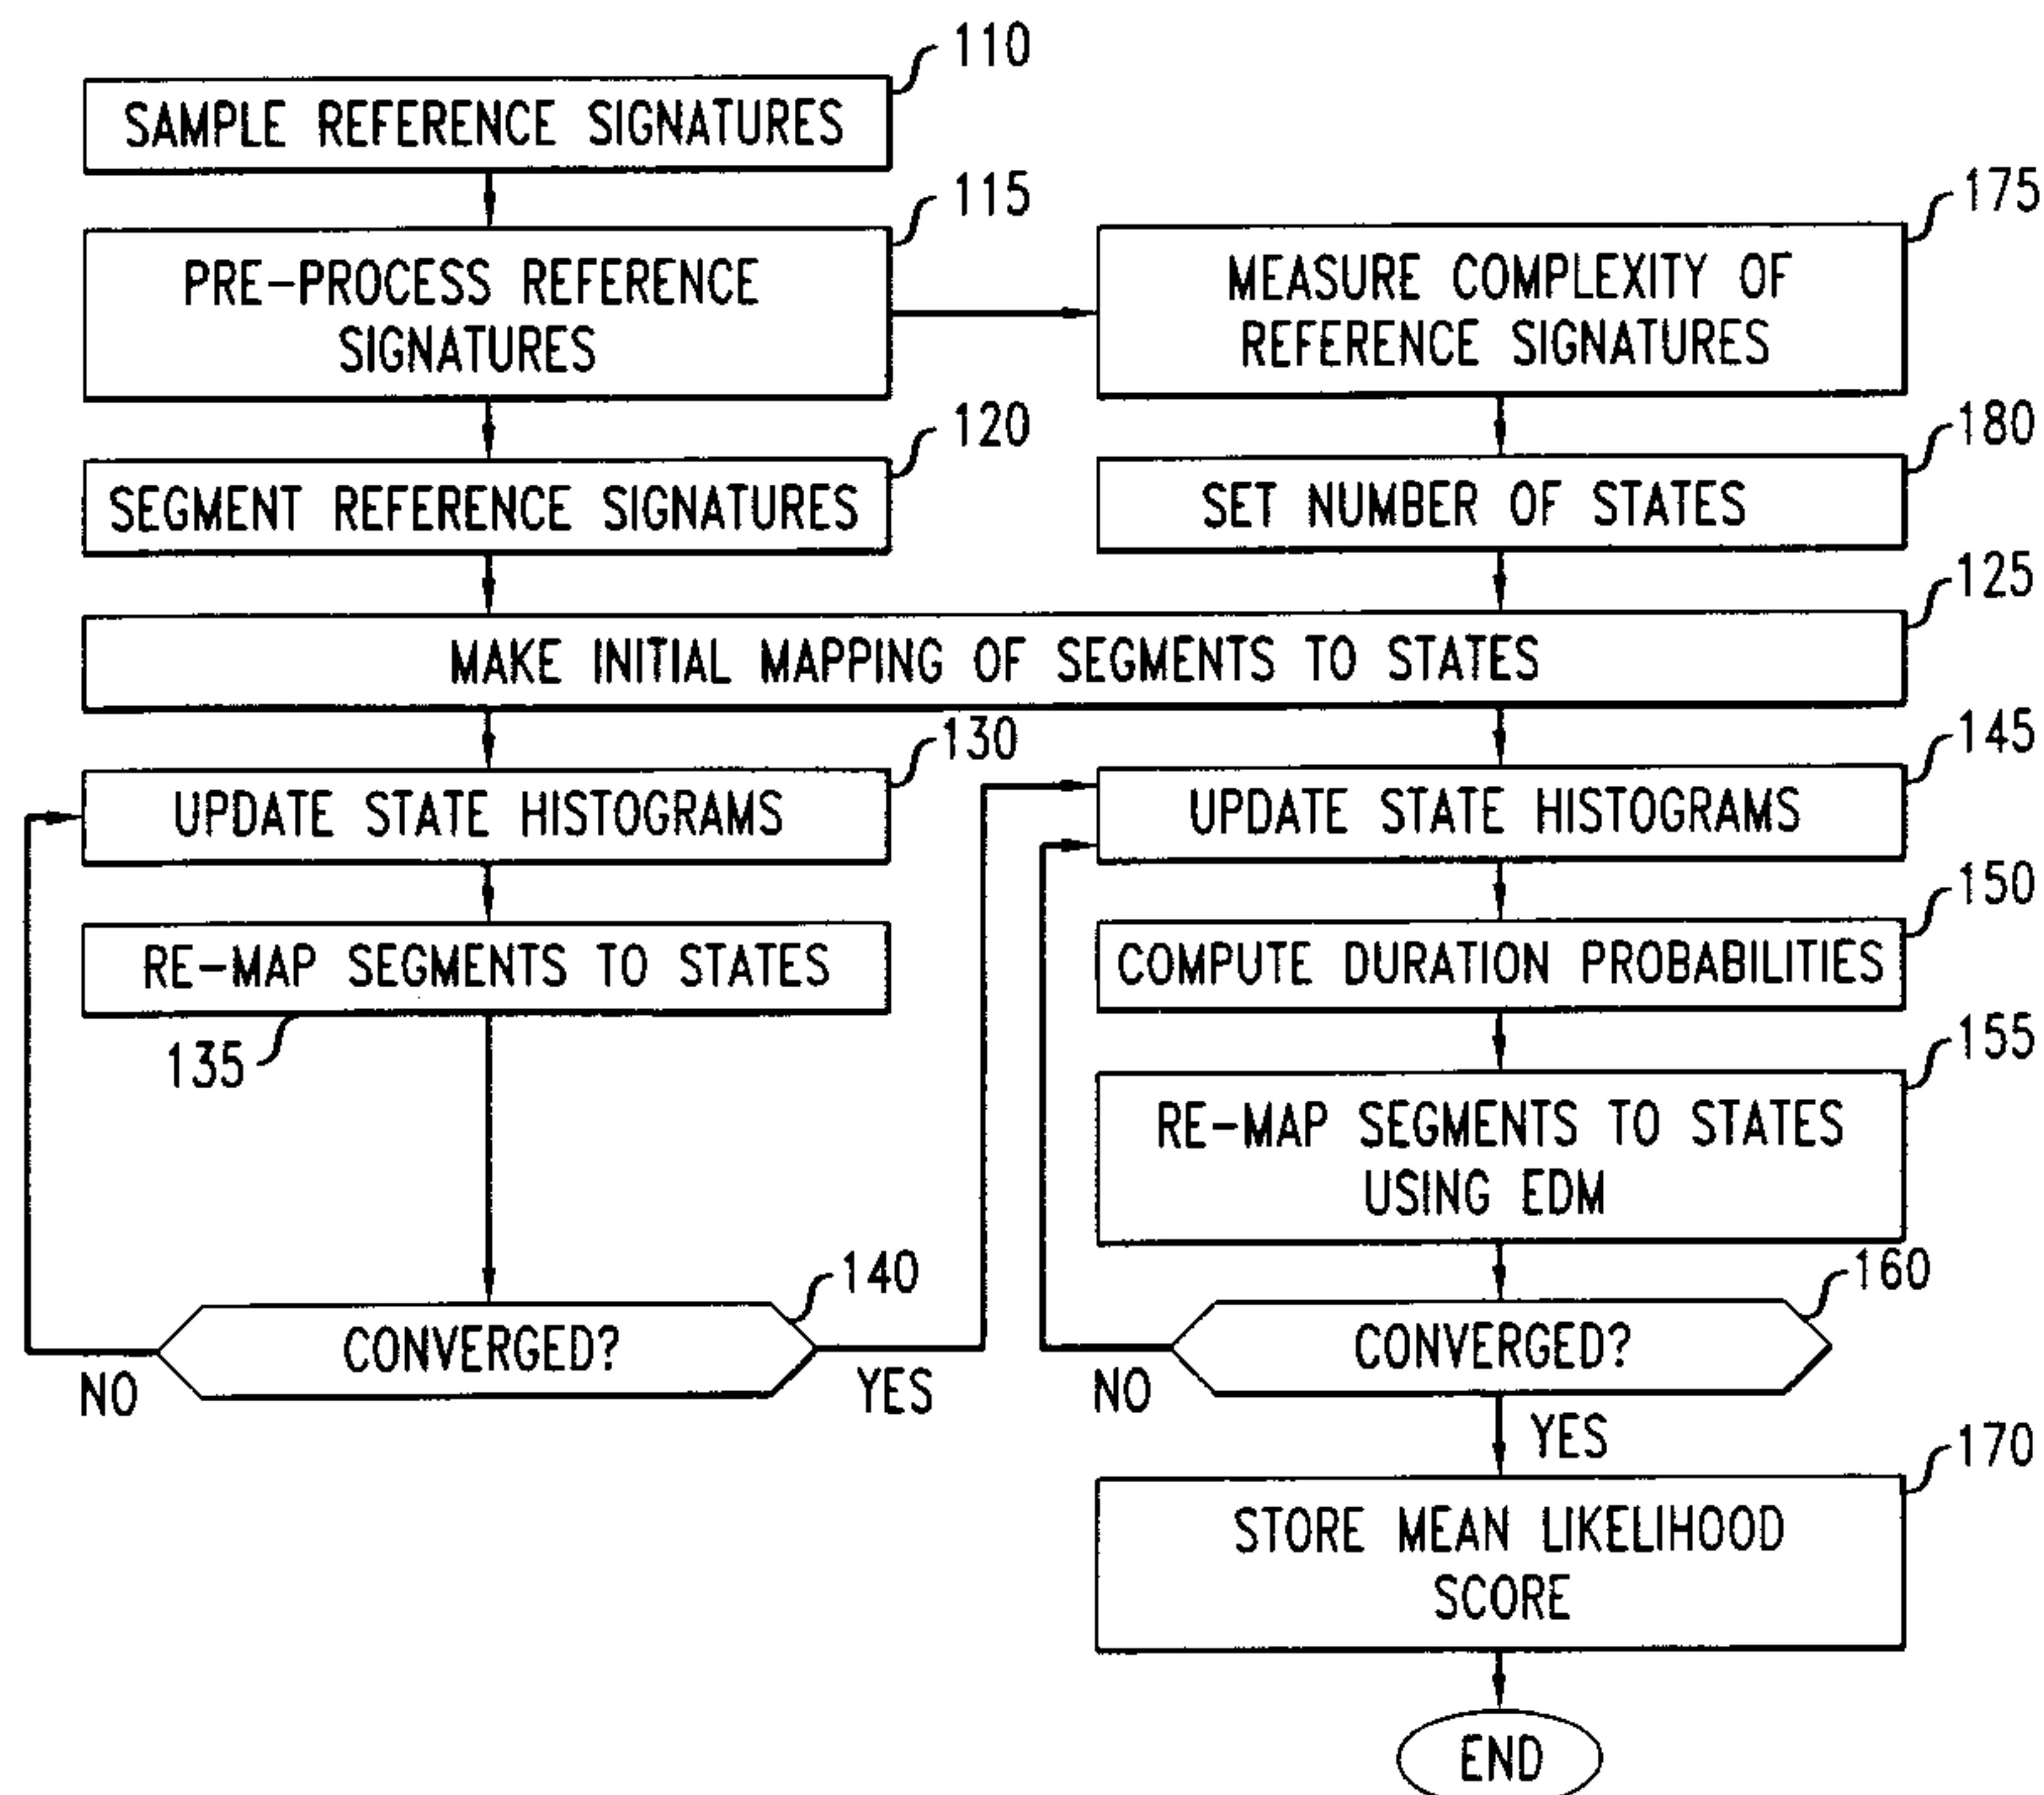 110
SAMPLE REFERENCE SIGNATURES
115
PRE-PROCESS REFERENCE
SIGNATURES
175
MEASURE COMPLEXITY OF
REFERENCE SIGNATURES
120
SEGMENT REFERENCE SIGNATURES
180
SET NUMBER OF STATES
125
MAKE INITIAL MAPPING OF SEGMENTS TO STATES
130
UPDATE STATE HISTOGRAMS
RE-MAP SEGMENTS TO STATES
135
140
CONVERGED?
NO
YES
145
UPDATE STATE HISTOGRAMS
150
COMPUTE DURATION PROBABILITIES
155
RE-MAP SEGMENTS TO STATES
USING EDM
160
CONVERGED?
NO
YES
170
STORE MEAN LIKELIHOOD
SCORE
END